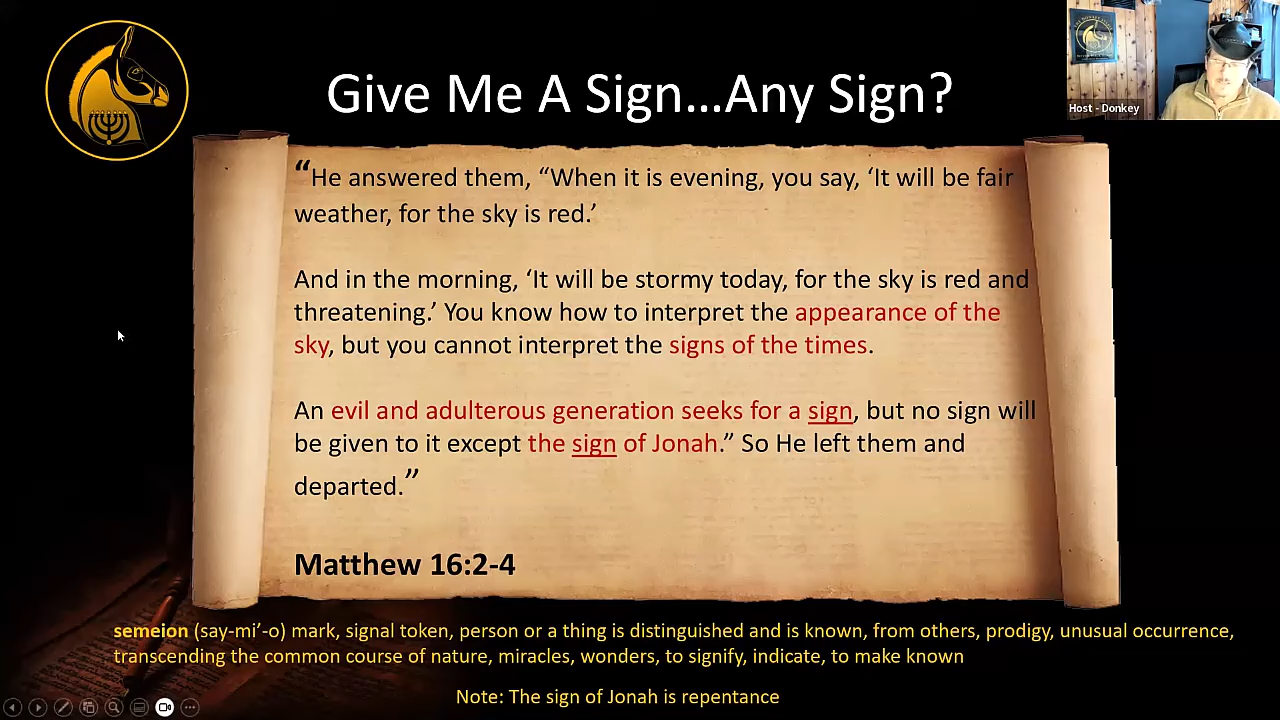 Give Me A Sign...Any Sign?
Host - Donkey
“He answered them, “When it is evening, you say, ‘It will be fair
weather, for the sky is red.’
And in the morning, ‘It will be stormy today, for the sky is red and
threatening.’ You know how to interpret the appearance of the
sky, but you cannot interpret the signs of the times.
An evil and adulterous generation seeks for a sign, but no sign will
be given to it except the sign of Jonah.” So He left them and
departed.”
Matthew 16:2-4
semeion (say-mi’-o) mark, signal token, person or a thing is distinguished and is known, from others, prodigy, unusual occurrence,
transcending the common course of nature, miracles, wonders, to signify, indicate, to make known
Note: The sign of Jonah is repentance